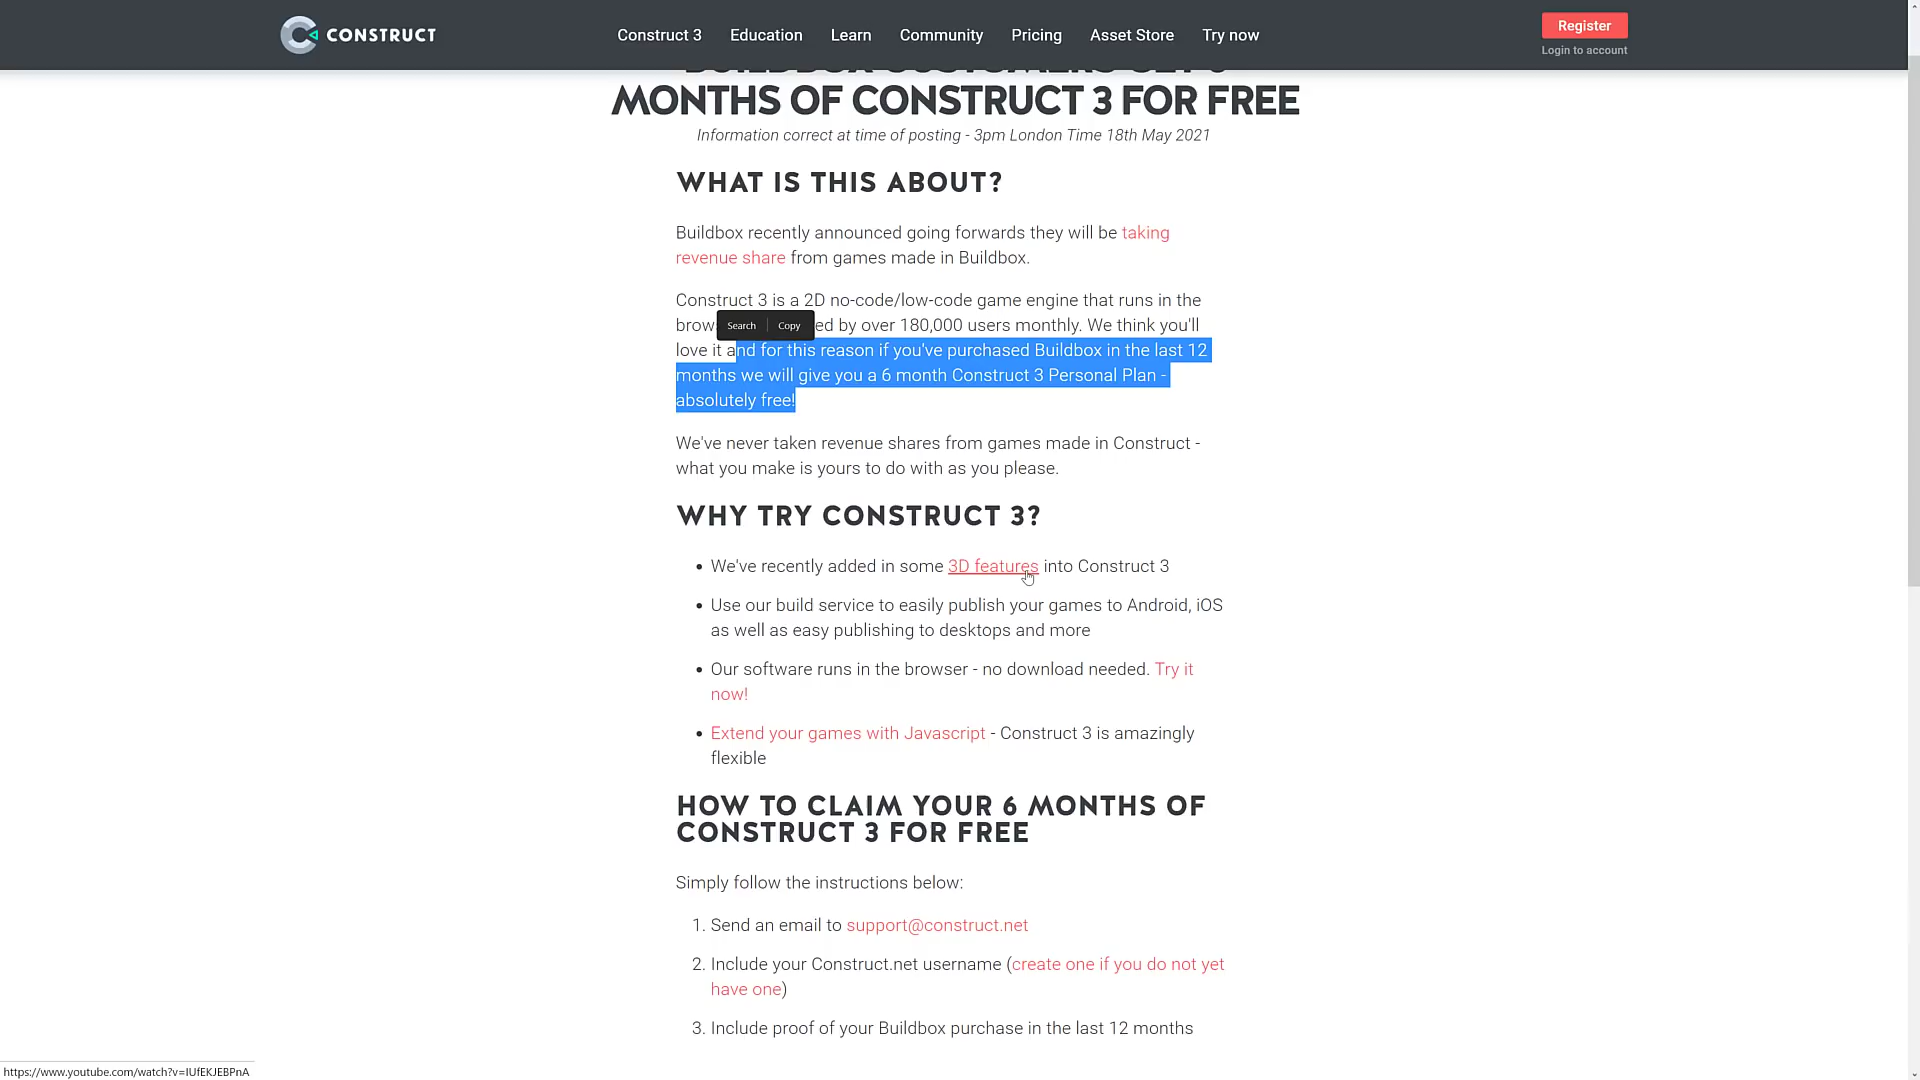 CONSTRUCT
Construct 3 Education Learn Community Pricing Asset Store Try now
Register
Login to account
MONTHS OF CONSTRUCT 3 FOR FREE
Information correct at time of posting - 3pm London Time 18th May 2021
WHAT IS THIS ABOUT?
Buildbox recently announced going forwards they will be taking
revenue share from games made in Buildbox.
Construct 3 is a 2D no-code/low-code game engine that runs in the
brow
Search Copy
ed by over 180,000 users monthly. We think you'll
love it and for this reason if you've purchased Buildbox in the last 12
months we will give you a 6 month Construct 3 Personal Plan -
absolutely free!
We've never taken revenue shares from games made in Construct -
what you make is yours to do with as you please.
WHY TRY CONSTRUCT 3?
• We've recently added in some 3D features into Construct 3
• Use our build service to easily publish your games to Android, iOS
as well as easy publishing to desktops and more
• Our software runs in the browser - no download needed. Try it
now!
• Extend your games with Javascript - Construct 3 is amazingly
flexible
HOW TO CLAIM YOUR 6 MONTHS OF
CONSTRUCT 3 FOR FREE
Simply follow the instructions below:
1. Send an email to support@construct.net
2. Include your Construct.net username (create one if you do not yet
have one)
3. Include proof of your Buildbox purchase in the last 12 months
https://www.youtube.com/watch?v=IUfEKJEBPnA